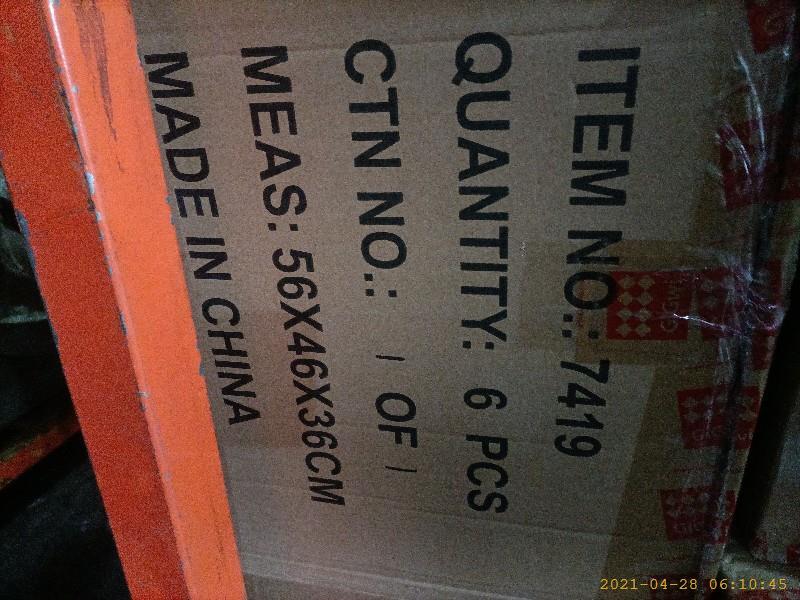 ITEM NO.: 7419
QUANTITY: 6 PCS
CTN NO.: / OF /
MEAS: 56X46X36CM
MADE IN CHINA
2021-04-28 06:10:45